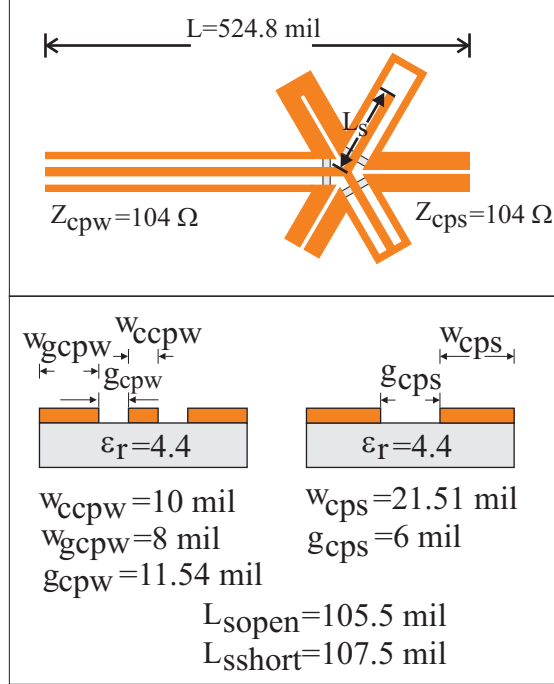 L=524.8 mil
Ls
Zcpw=104 Ω
Zcps=104 Ω
wccpw
wgcpw
gcpw
wcps
gcps
εr=4.4
εr=4.4
wccpw=10 mil
wgcpw=8 mil
gcpw=11.54 mil
wcps=21.51 mil
gcps=6 mil
Lsopen=105.5 mil
Lsshort=107.5 mil